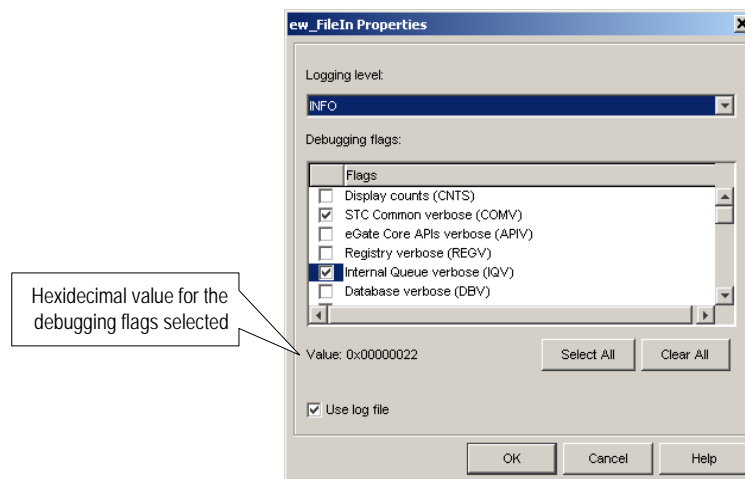 ew_FileIn Properties
Logging level:
INFO
Debugging flags:
Flags
Display counts (CNTS)
STC Common verbose (COMV)
eGate Core APIs verbose (APIV)
Registry verbose (REGV)
Internal Queue verbose (IQV)
Database verbose (DBV)
Hexidecimal value for the
debugging flags selected
Value: 0x00000022
Select All
Clear All
Use log file
OK
Cancel
Help